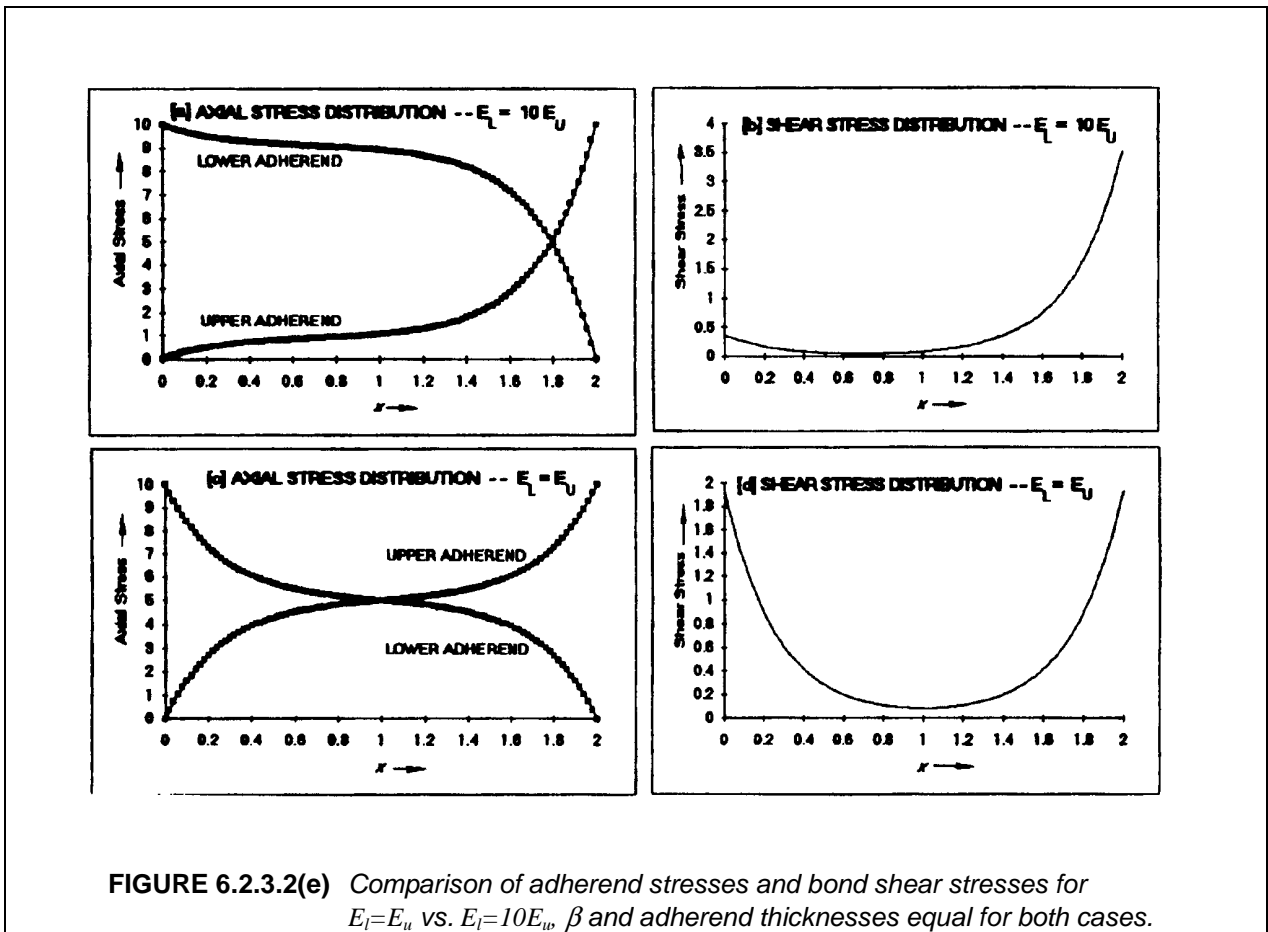 [a] AXIAL STRESS DISTRIBUTION -- E_L = 10 E_U
10
9
8
7
6
5
4
3
2
1
0
Axial Stress →
LOWER ADHEREND
UPPER ADHEREND
0 0.2 0.4 0.6 0.8 1 1.2 1.4 1.6 1.8 2
x →
[b] SHEAR STRESS DISTRIBUTION -- E_L = 10 E_U
4
3.5
3
2.5
2
1.5
1
0.5
0
Shear Stress →
0 0.2 0.4 0.6 0.8 1 1.2 1.4 1.6 1.8 2
x →
[c] AXIAL STRESS DISTRIBUTION -- E_L = E_U
10
9
8
7
6
5
4
3
2
1
0
Axial Stress →
UPPER ADHEREND
LOWER ADHEREND
0 0.2 0.4 0.6 0.8 1 1.2 1.4 1.6 1.8 2
x →
[d] SHEAR STRESS DISTRIBUTION -- E_L = E_U
2
1.8
1.6
1.4
1.2
1
0.8
0.6
0.4
0.2
0
Shear Stress →
0 0.2 0.4 0.6 0.8 1 1.2 1.4 1.6 1.8 2
x →
FIGURE 6.2.3.2(e) Comparison of adherend stresses and bond shear stresses for
E_l=E_u vs. E_l=10E_u, β and adherend thicknesses equal for both cases.